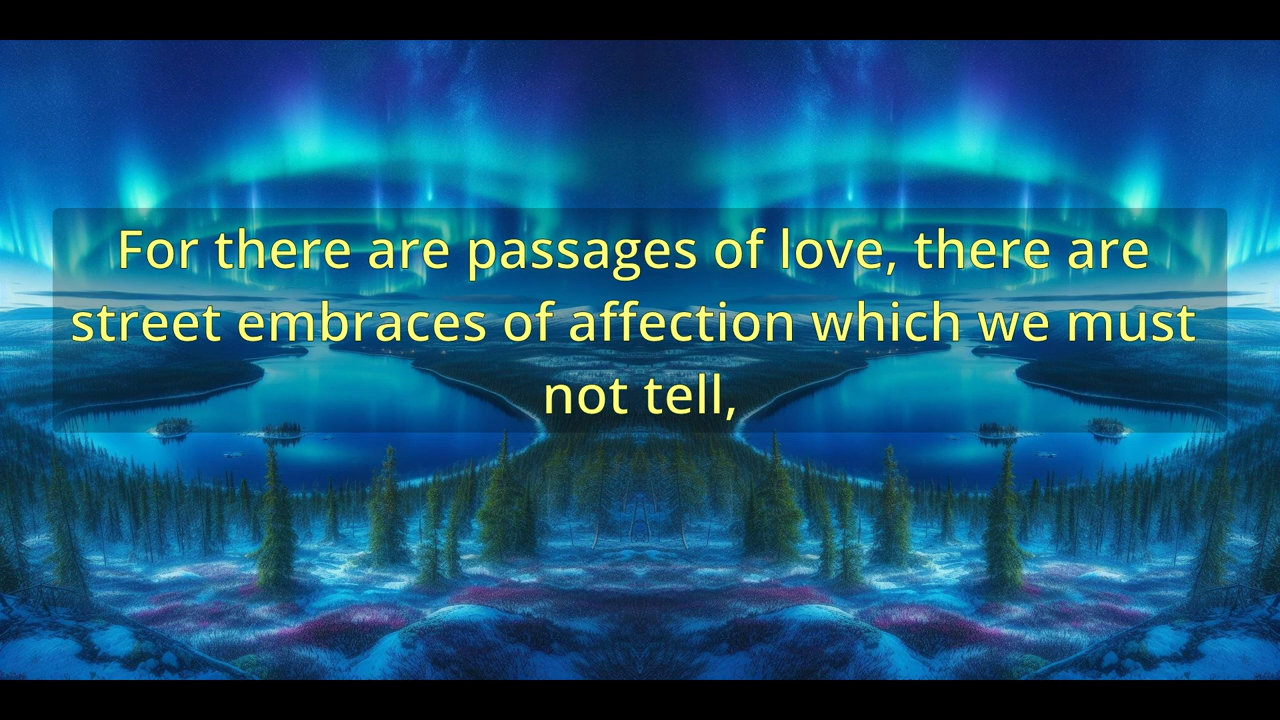 For there are passages of love, there are
street embraces of affection which we must
not tell,